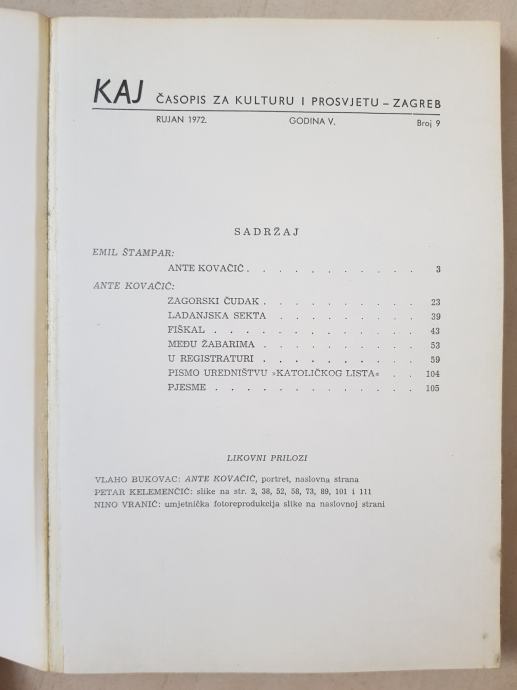 KAJ ČASOPIS ZA KULTURU I PROSVJETU – ZAGREB
RUJAN 1972. GODINA V. Broj 9
SADRŽAJ
EMIL ŠTAMPAR:
ANTE KOVAČIĆ . . . . . . . . . . . 3
ANTE KOVAČIĆ:
ZAGORSKI ČUDAK . . . . . . . . . . 23
LADANJSKA SEKTA . . . . . . . . . 39
FIŠKAL . . . . . . . . . . . . . 43
MEĐU ŽABARIMA . . . . . . . . . . 53
U REGISTRATURI . . . . . . . . . . 59
PISMO UREDNIŠTVU »KATOLIČKOG LISTA« . . 104
PJESME . . . . . . . . . . . . . 105
LIKOVNI PRILOZI
VLAHO BUKOVAC: ANTE KOVAČIĆ, portret, naslovna strana
PETAR KELEMENČIĆ: slike na str. 2, 38, 52, 58, 73, 89, 101 i 111
NINO VRANIĆ: umjetnička fotoreprodukcija slike na naslovnoj strani